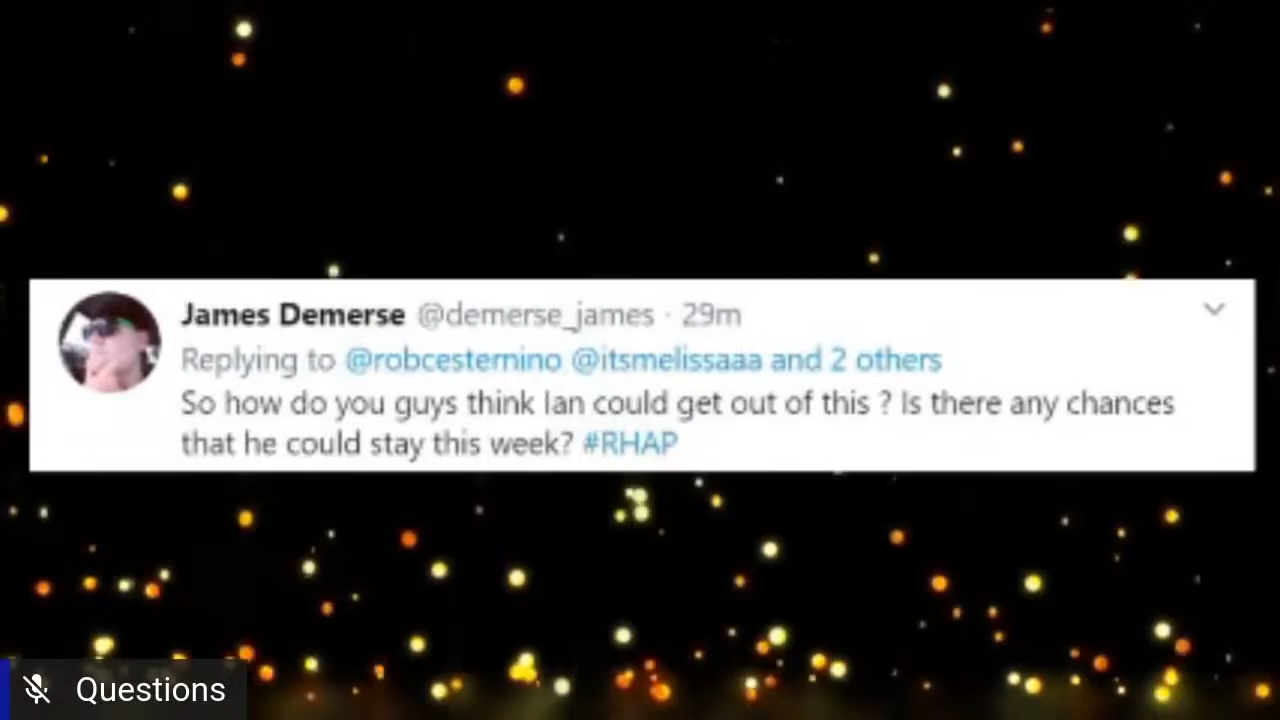 James Demerse @demerse_james · 29m
Replying to @robcesternino @itsmelissaaa and 2 others
So how do you guys think Ian could get out of this ? Is there any chances
that he could stay this week? #RHAP
Questions